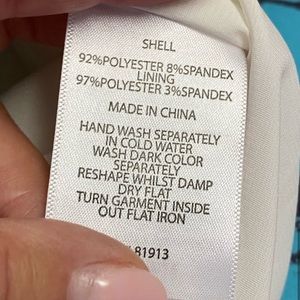 SHELL
92%POLYESTER 8%SPANDEX
LINING
97%POLYESTER 3%SPANDEX
MADE IN CHINA
HAND WASH SEPARATELY
IN COLD WATER
WASH DARK COLOR
SEPARATELY
RESHAPE WHILST DAMP
DRY FLAT
TURN GARMENT INSIDE
OUT FLAT IRON
81913